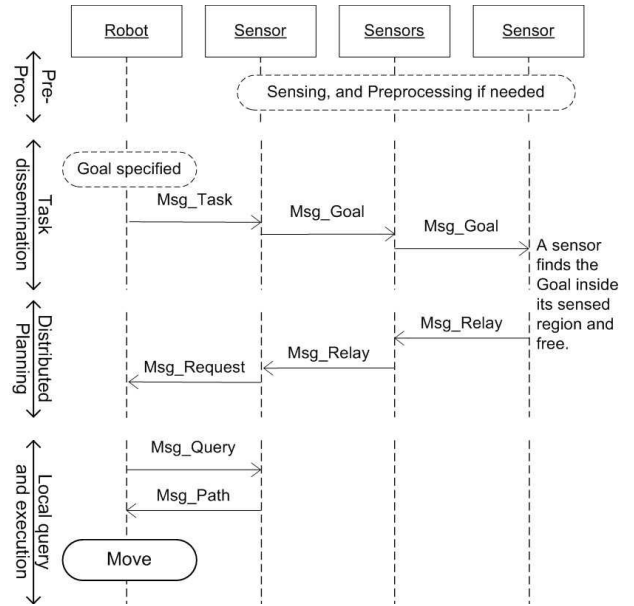 Robot
Sensor
Sensors
Sensor
Pre-
Proc.
Sensing, and Preprocessing if needed
Task
dissemination
Goal specified
Msg_Task
Msg_Goal
Msg_Goal
A sensor
finds the
Goal inside
its sensed
region and
free.
Distributed
Planning
Msg_Relay
Msg_Relay
Msg_Request
Local query
and execution
Msg_Query
Msg_Path
Move